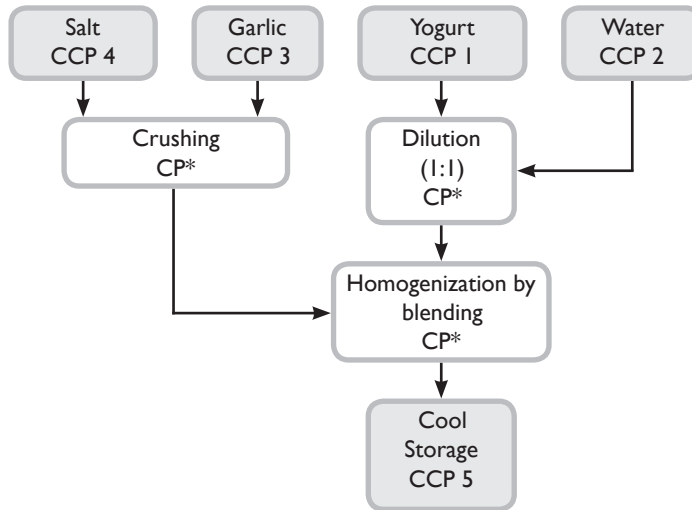 Salt
CCP 4
Garlic
CCP 3
Yogurt
CCP 1
Water
CCP 2
Crushing
CP*
Dilution
(1:1)
CP*
Homogenization by
blending
CP*
Cool
Storage
CCP 5